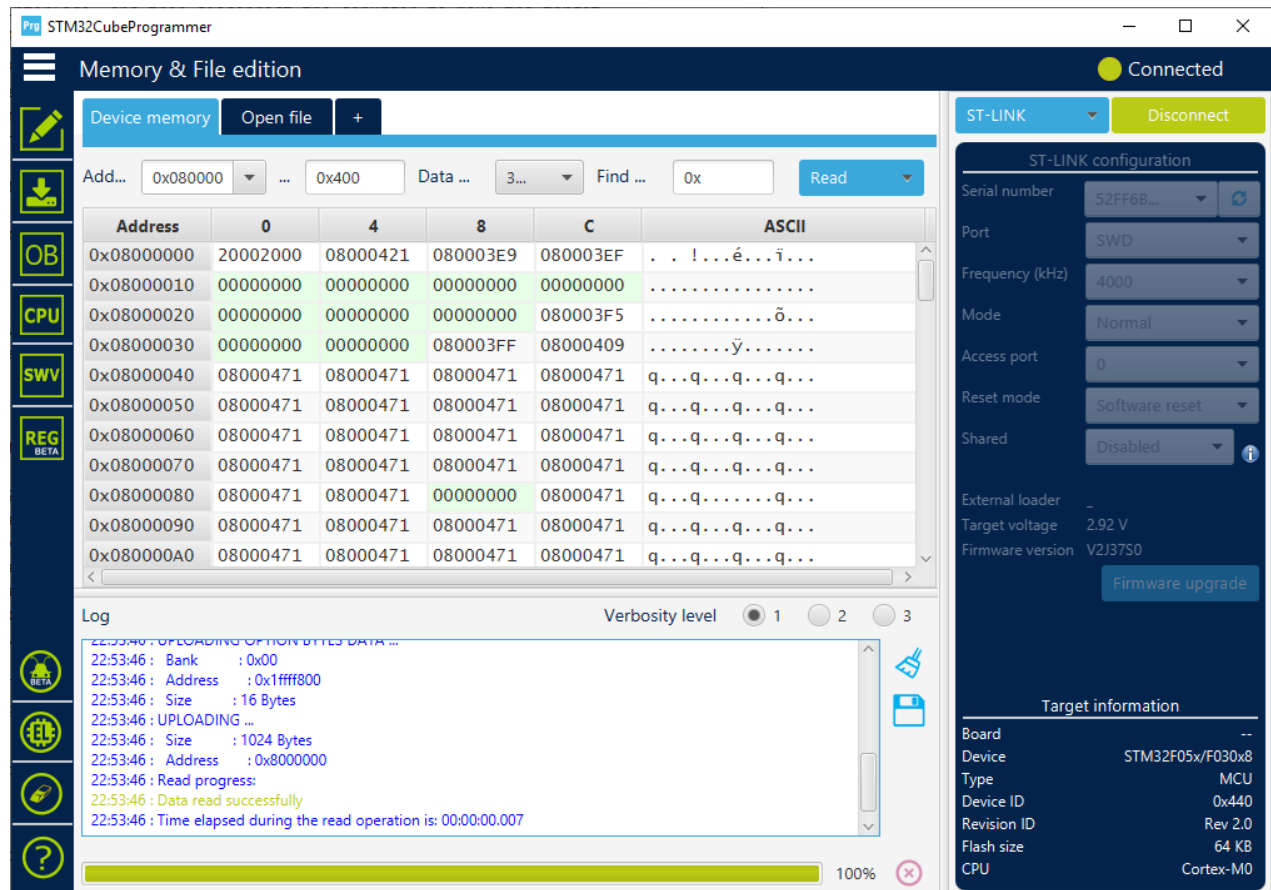 Prg STM32CubeProgrammer
Memory & File edition
Connected
Device memory Open file +
Add... 0x080000 ... 0x400 Data ... 3... Find ... 0x Read
Address 0 4 8 C ASCII
0x08000000 20002000 08000421 080003E9 080003EF . . !...é...ï...
0x08000010 00000000 00000000 00000000 00000000 ................
0x08000020 00000000 00000000 00000000 080003F5 ............õ...
0x08000030 00000000 00000000 080003FF 08000409 ........ÿ.......
0x08000040 08000471 08000471 08000471 08000471 q...q...q...q...
0x08000050 08000471 08000471 08000471 08000471 q...q...q...q...
0x08000060 08000471 08000471 08000471 08000471 q...q...q...q...
0x08000070 08000471 08000471 08000471 08000471 q...q...q...q...
0x08000080 08000471 08000471 00000000 08000471 q...q.......q...
0x08000090 08000471 08000471 08000471 08000471 q...q...q...q...
0x080000A0 08000471 08000471 08000471 08000471 q...q...q...q...
OB
CPU
SWV
REG
BETA
BETA
Log Verbosity level 1 2 3
22:53:46 : UPLOADING OPTION BYTES DATA ...
22:53:46 : Bank : 0x00
22:53:46 : Address : 0x1ffff800
22:53:46 : Size : 16 Bytes
22:53:46 : UPLOADING ...
22:53:46 : Size : 1024 Bytes
22:53:46 : Address : 0x8000000
22:53:46 : Read progress:
22:53:46 : Data read successfully
22:53:46 : Time elapsed during the read operation is: 00:00:00.007
100%
ST-LINK Disconnect
ST-LINK configuration
Serial number 52FF6B...
Port SWD
Frequency (kHz) 4000
Mode Normal
Access port 0
Reset mode Software reset
Shared Disabled
External loader _
Target voltage 2.92 V
Firmware version V2J37S0
Firmware upgrade
Target information
Board --
Device STM32F05x/F030x8
Type MCU
Device ID 0x440
Revision ID Rev 2.0
Flash size 64 KB
CPU Cortex-M0